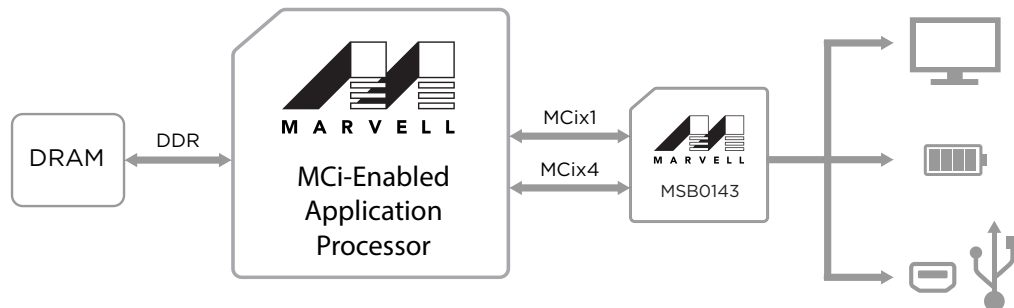 DRAM
DDR
MARVELL
MCi-Enabled
Application
Processor
MCix1
MCix4
MARVELL
MSB0143